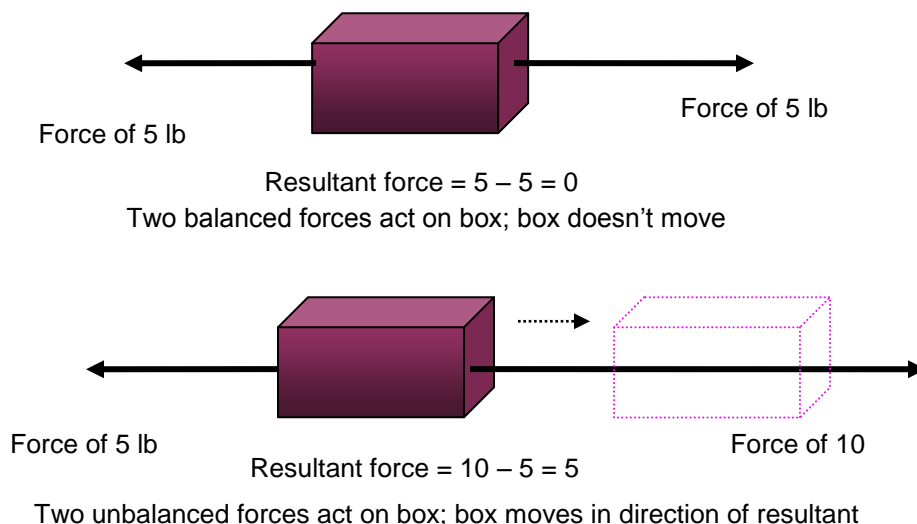 Force of 5 lb
Force of 5 lb
Resultant force = 5 – 5 = 0
Two balanced forces act on box; box doesn’t move
Force of 5 lb
Force of 10
Resultant force = 10 – 5 = 5
Two unbalanced forces act on box; box moves in direction of resultant